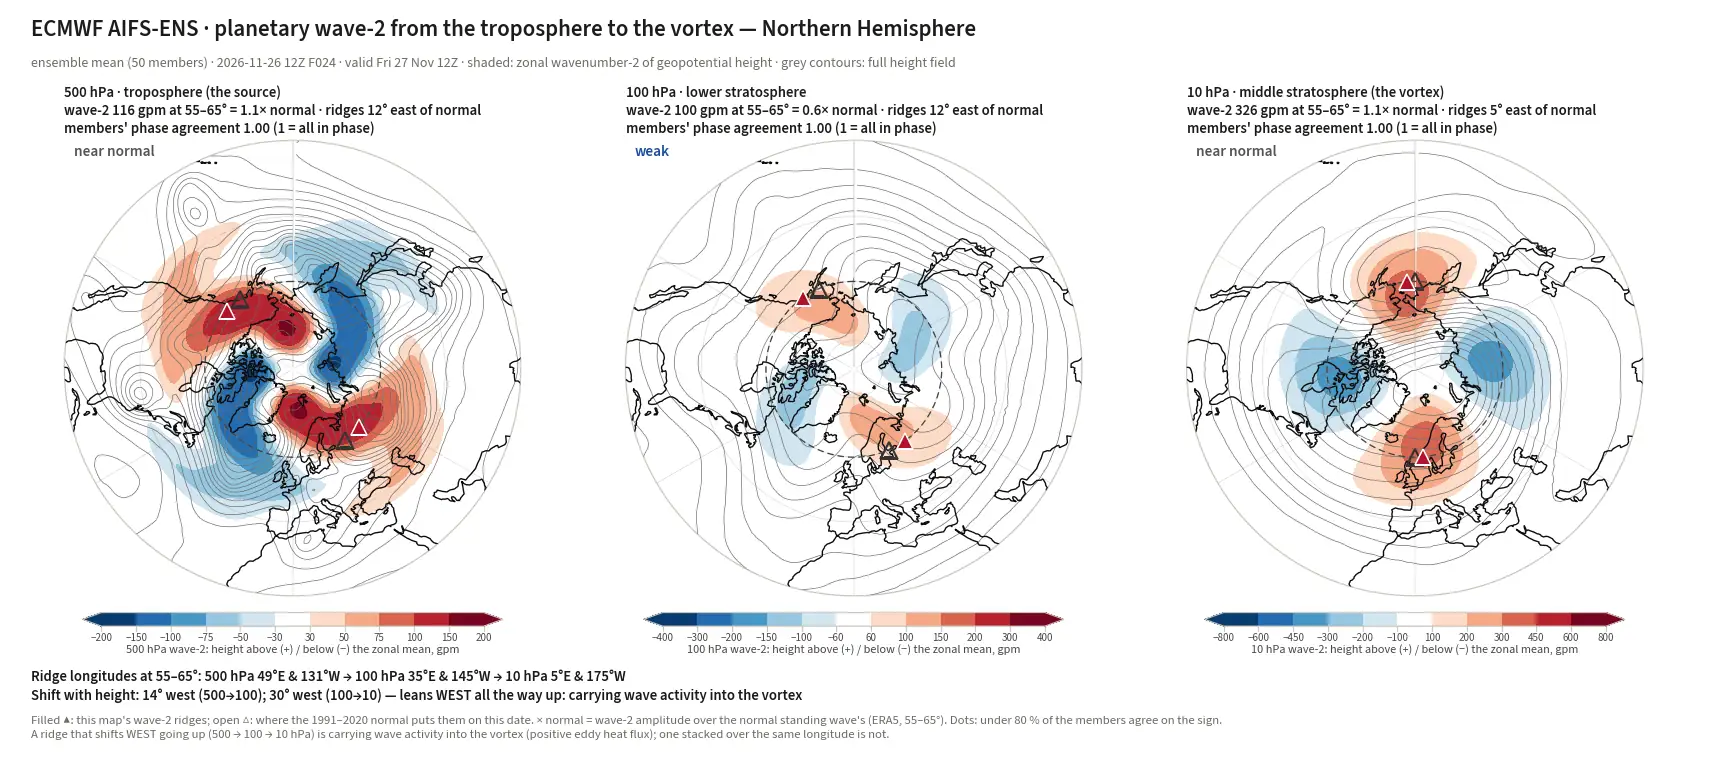 ECMWF AIFS-ENS · planetary wave-2 from the troposphere to the vortex — Northern Hemisphere
ensemble mean (50 members) · 2026-11-26 12Z F024 · valid Fri 27 Nov 12Z · shaded: zonal wavenumber-2 of geopotential height · grey contours: full height field
500 hPa · troposphere (the source)
wave-2 116 gpm at 55–65° = 1.1× normal · ridges 12° east of normal
members' phase agreement 1.00 (1 = all in phase)
near normal
100 hPa · lower stratosphere
wave-2 100 gpm at 55–65° = 0.6× normal · ridges 12° east of normal
members' phase agreement 1.00 (1 = all in phase)
weak
10 hPa · middle stratosphere (the vortex)
wave-2 326 gpm at 55–65° = 1.1× normal · ridges 5° east of normal
members' phase agreement 1.00 (1 = all in phase)
near normal
−200 −150 −100 −75 −50 −30 30 50 75 100 150 200
500 hPa wave-2: height above (+) / below (−) the zonal mean, gpm
−400 −300 −200 −150 −100 −60 60 100 150 200 300 400
100 hPa wave-2: height above (+) / below (−) the zonal mean, gpm
−800 −600 −450 −300 −200 −100 100 200 300 450 600 800
10 hPa wave-2: height above (+) / below (−) the zonal mean, gpm
Ridge longitudes at 55–65°: 500 hPa 49°E & 131°W → 100 hPa 35°E & 145°W → 10 hPa 5°E & 175°W
Shift with height: 14° west (500→100); 30° west (100→10) — leans WEST all the way up: carrying wave activity into the vortex
Filled ▲: this map's wave-2 ridges; open △: where the 1991–2020 normal puts them on this date. × normal = wave-2 amplitude over the normal standing wave's (ERA5, 55–65°). Dots: under 80 % of the members agree on the sign.
A ridge that shifts WEST going up (500 → 100 → 10 hPa) is carrying wave activity into the vortex (positive eddy heat flux); one stacked over the same longitude is not.